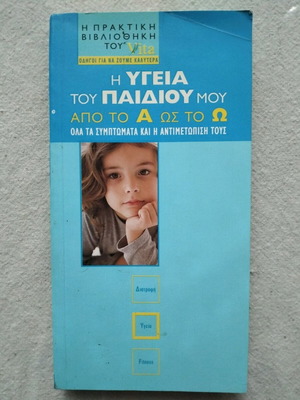 Η ΠΡΑΚΤΙΚΗ
ΒΙΒΛΙΟΘΗΚΗ
ΤΟΥ Vita
ΟΔΗΓΟΙ ΓΙΑ ΝΑ ΖΟΥΜΕ ΚΑΛΥΤΕΡΑ
Η ΥΓΕΙΑ
ΤΟΥ ΠΑΙΔΙΟΥ ΜΟΥ
ΑΠΟ ΤΟ Α ΩΣ ΤΟ Ω
ΟΛΑ ΤΑ ΣΥΜΠΤΩΜΑΤΑ ΚΑΙ Η ΑΝΤΙΜΕΤΩΠΙΣΗ ΤΟΥΣ
Διατροφή
Υγεία